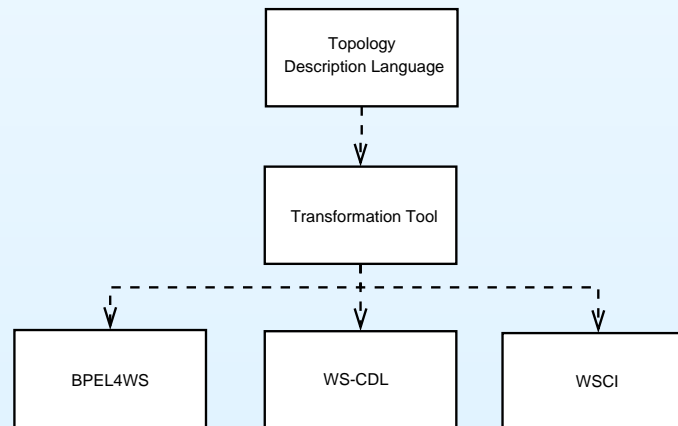 Topology
Description Language
Transformation Tool
BPEL4WS
WS-CDL
WSCI